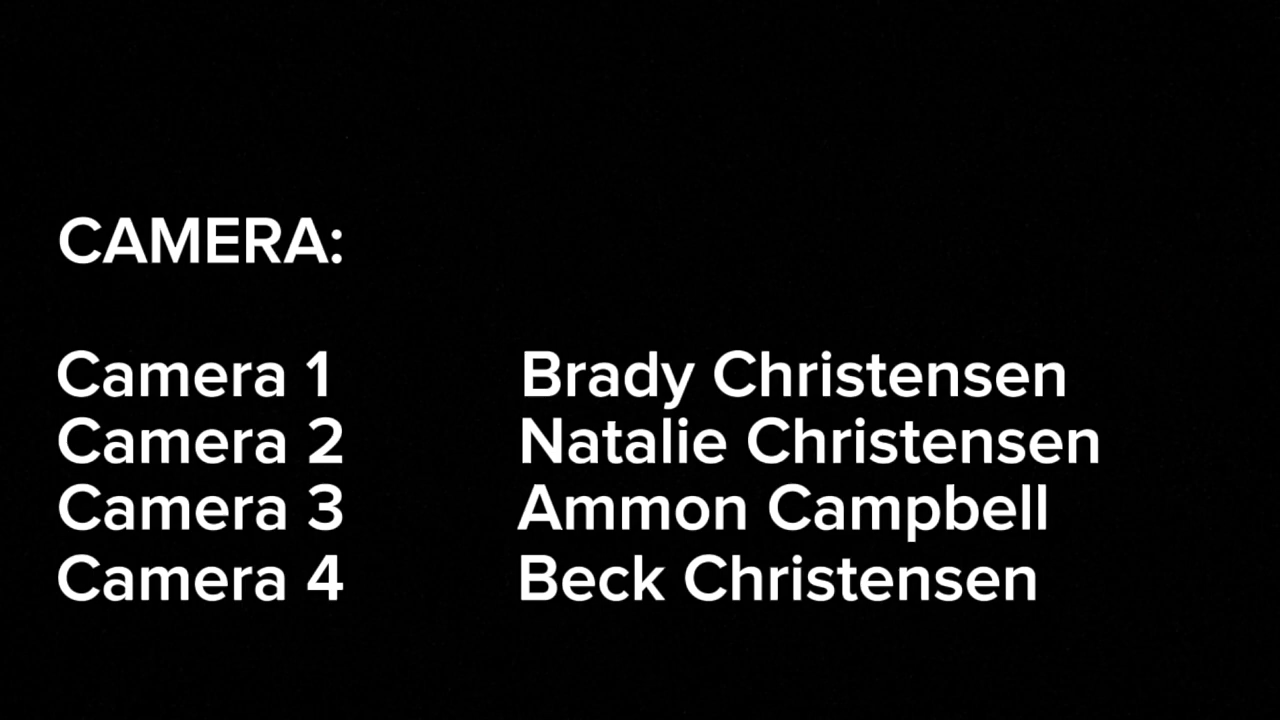 CAMERA:
Camera 1 Brady Christensen
Camera 2 Natalie Christensen
Camera 3 Ammon Campbell
Camera 4 Beck Christensen